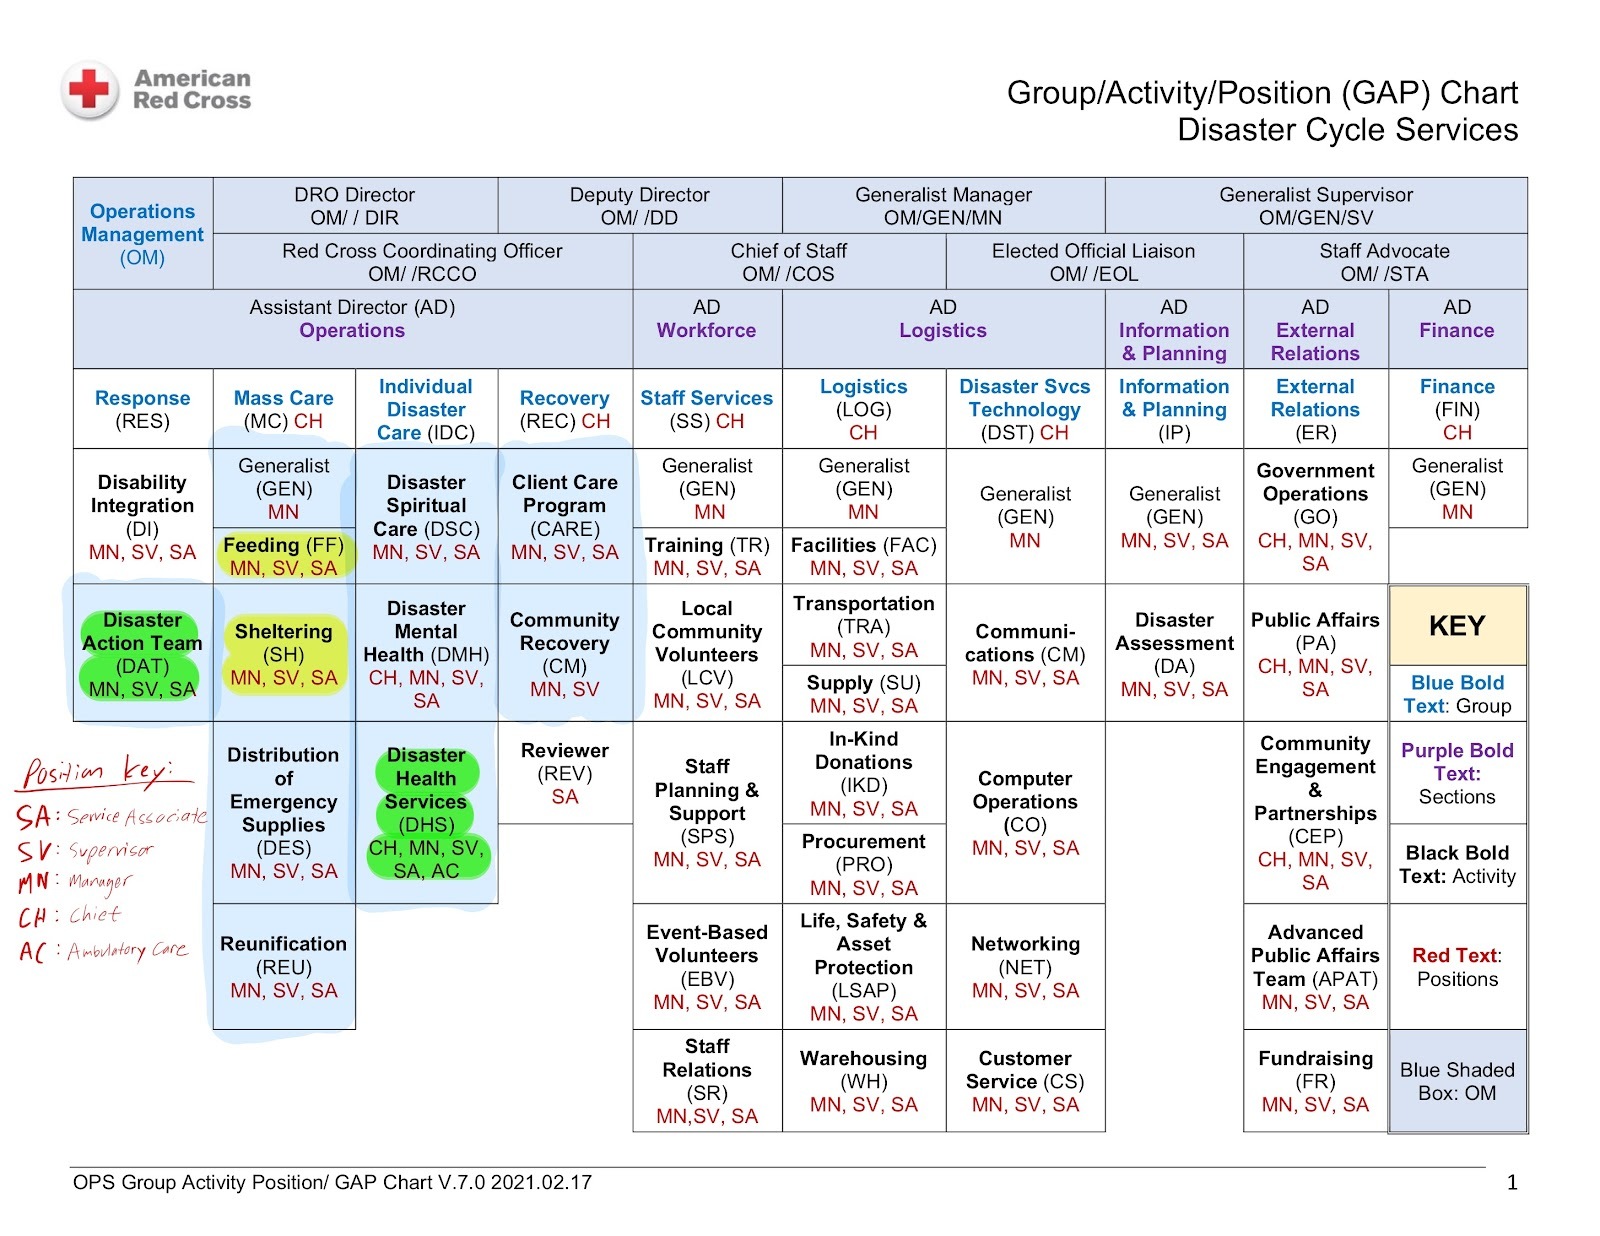 American
Red Cross
Group/Activity/Position (GAP) Chart
Disaster Cycle Services
Operations
Management
(OM)
DRO Director
OM/ / DIR
Deputy Director
OM/ /DD
Generalist Manager
OM/GEN/MN
Generalist Supervisor
OM/GEN/SV
Red Cross Coordinating Officer
OM/ /RCCO
Chief of Staff
OM/ /COS
Elected Official Liaison
OM/ /EOL
Staff Advocate
OM/ /STA
Assistant Director (AD)
Operations
AD
Workforce
AD
Logistics
AD
Information
& Planning
AD
External
Relations
AD
Finance
Response
(RES)
Mass Care
(MC) CH
Individual
Disaster
Care (IDC)
Recovery
(REC) CH
Staff Services
(SS) CH
Logistics
(LOG)
CH
Disaster Svcs
Technology
(DST) CH
Information
& Planning
(IP)
External
Relations
(ER)
Finance
(FIN)
CH
Disability
Integration
(DI)
MN, SV, SA
Generalist
(GEN)
MN
Feeding (FF)
MN, SV, SA
Disaster
Spiritual
Care (DSC)
MN, SV, SA
Client Care
Program
(CARE)
MN, SV, SA
Generalist
(GEN)
MN
Training (TR)
MN, SV, SA
Generalist
(GEN)
MN
Facilities (FAC)
MN, SV, SA
Generalist
(GEN)
MN
Generalist
(GEN)
MN, SV, SA
Government
Operations
(GO)
CH, MN, SV,
SA
Generalist
(GEN)
MN
Disaster
Action Team
(DAT)
MN, SV, SA
Sheltering
(SH)
MN, SV, SA
Disaster
Mental
Health (DMH)
CH, MN, SV,
SA
Community
Recovery
(CM)
MN, SV
Local
Community
Volunteers
(LCV)
MN, SV, SA
Transportation
(TRA)
MN, SV, SA
Supply (SU)
MN, SV, SA
Communi-
cations (CM)
MN, SV, SA
Disaster
Assessment
(DA)
MN, SV, SA
Public Affairs
(PA)
CH, MN, SV,
SA
KEY
Blue Bold
Text: Group
Position Key:
SA: Service Associate
SV: Supervisor
MN: Manager
CH: Chief
AC: Ambulatory Care
Distribution
of
Emergency
Supplies
(DES)
MN, SV, SA
Disaster
Health
Services
(DHS)
CH, MN, SV,
SA, AC
Reviewer
(REV)
SA
Staff
Planning &
Support
(SPS)
MN, SV, SA
In-Kind
Donations
(IKD)
MN, SV, SA
Procurement
(PRO)
MN, SV, SA
Computer
Operations
(CO)
MN, SV, SA
Community
Engagement
&
Partnerships
(CEP)
CH, MN, SV,
SA
Purple Bold
Text:
Sections
Black Bold
Text: Activity
Reunification
(REU)
MN, SV, SA
Event-Based
Volunteers
(EBV)
MN, SV, SA
Life, Safety &
Asset
Protection
(LSAP)
MN, SV, SA
Networking
(NET)
MN, SV, SA
Advanced
Public Affairs
Team (APAT)
MN, SV, SA
Red Text:
Positions
Staff
Relations
(SR)
MN,SV, SA
Warehousing
(WH)
MN, SV, SA
Customer
Service (CS)
MN, SV, SA
Fundraising
(FR)
MN, SV, SA
Blue Shaded
Box: OM
OPS Group Activity Position/ GAP Chart V.7.0 2021.02.17
1